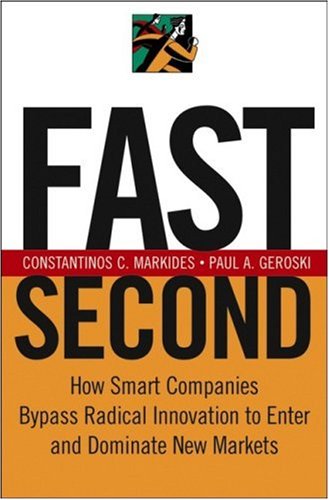 FAST
CONSTANTINOS C. MARKIDES • PAUL A. GEROSKI
SECOND
How Smart Companies
Bypass Radical Innovation to Enter
and Dominate New Markets